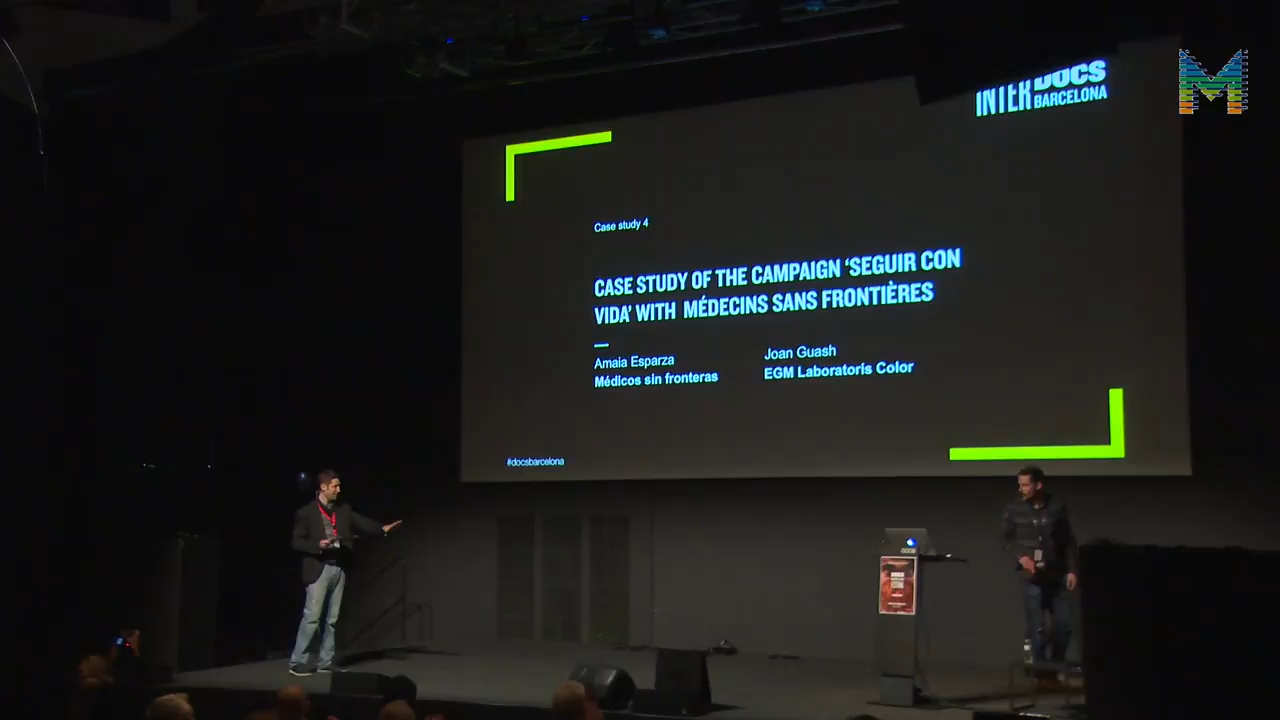 INTER DOCS
BARCELONA
M
Case study 4
CASE STUDY OF THE CAMPAIGN ‘SEGUIR CON
VIDA’ WITH MÉDECINS SANS FRONTIÈRES
Amaia Esparza
Médicos sin fronteras
Joan Guash
EGM Laboratoris Color
#docsbarcelona